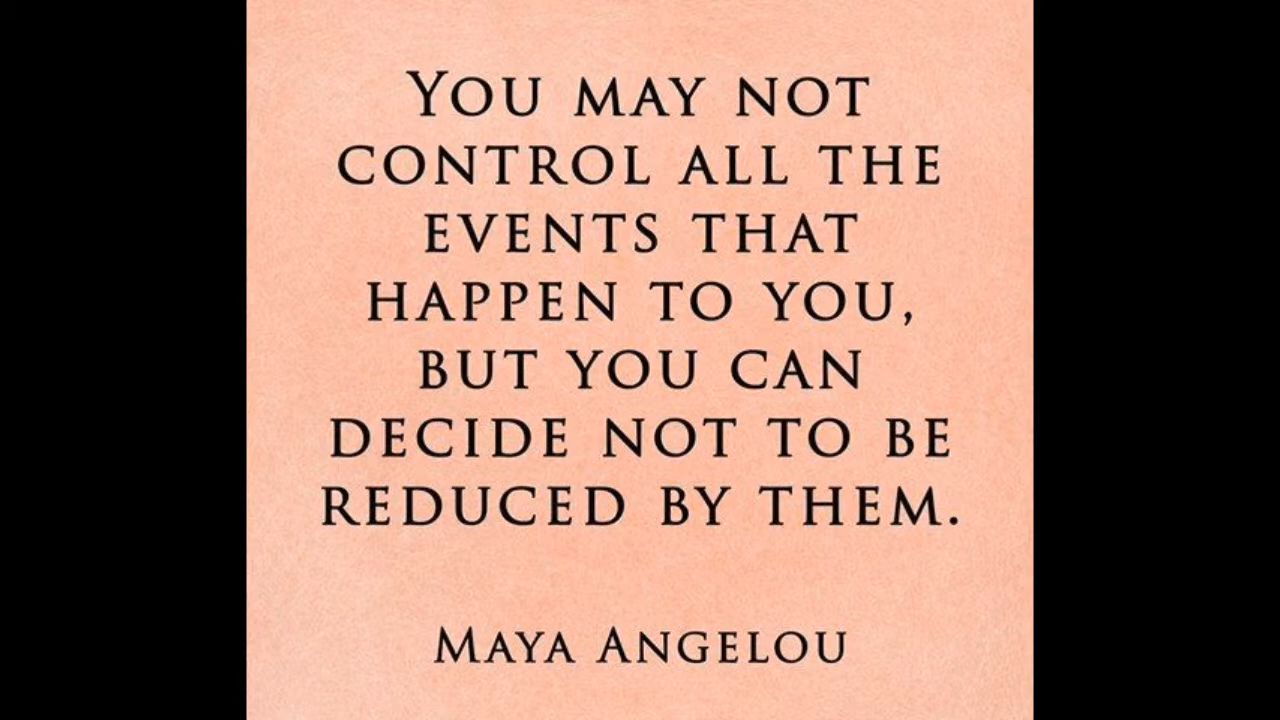 You may not
control all the
events that
happen to you,
but you can
decide not to be
reduced by them.
Maya Angelou